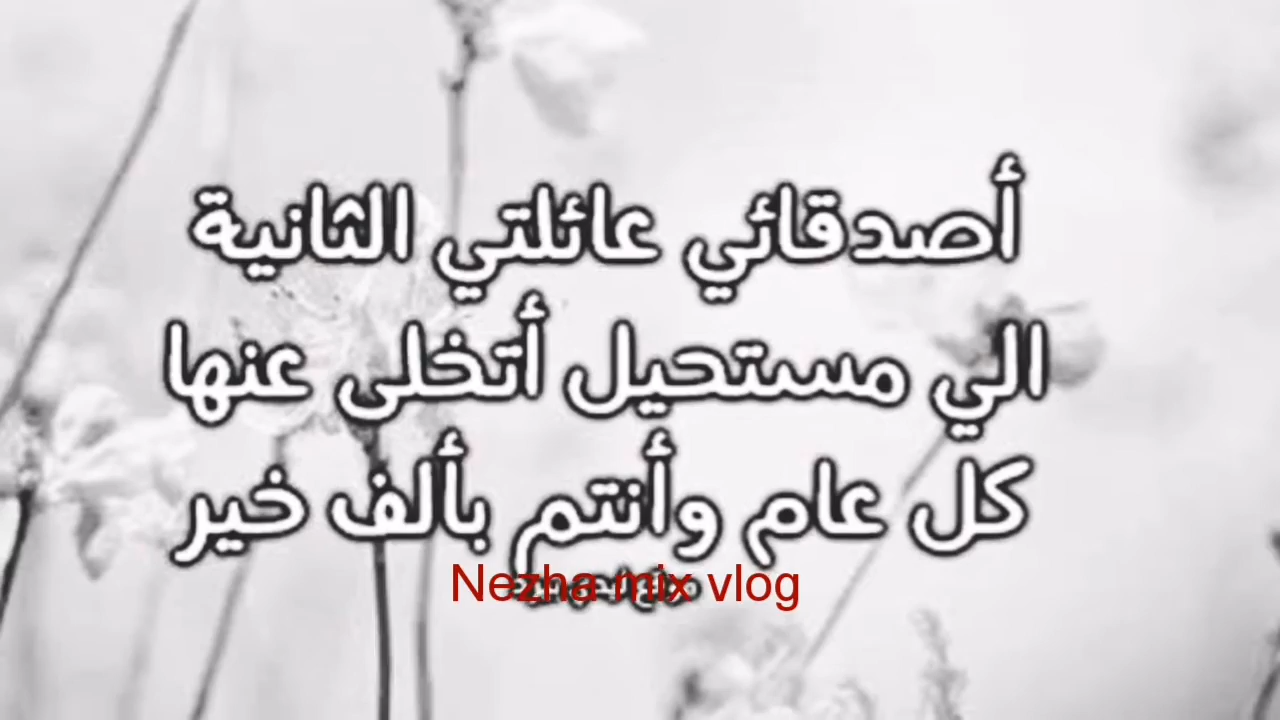 أصدقائي عائلتي الثانية
الي مستحيل أتخلى عنها
كل عام وأنتم بألف خير
Nezha mix vlog